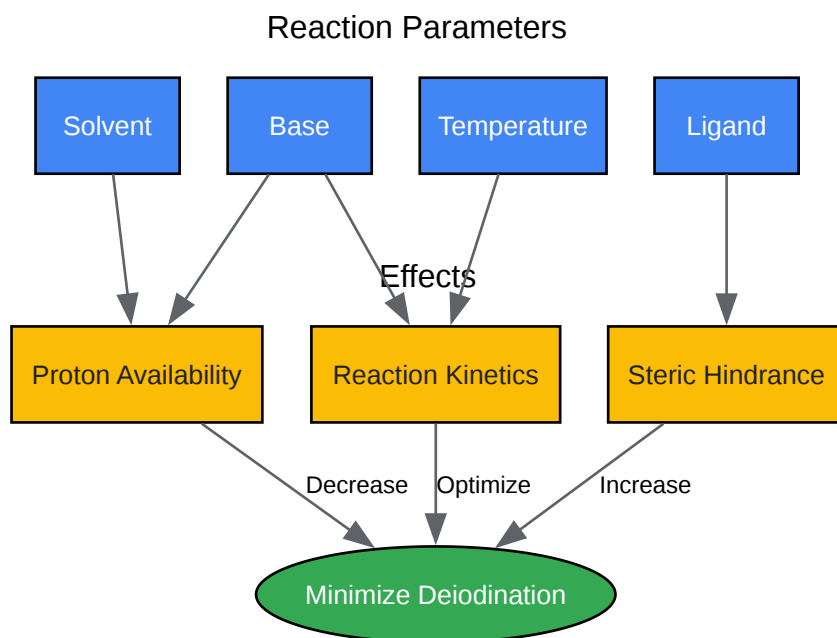 Reaction Parameters
Solvent
Base
Temperature
Ligand
Effects
Proton Availability
Reaction Kinetics
Steric Hindrance
Decrease
Optimize
Increase
Minimize Deiodination